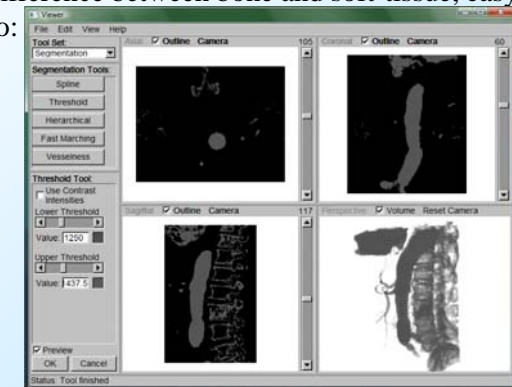 difference between bone and soft tissue, easy
o:
Viewer
File Edit View Help
Tool Set:
Segmentation
Segmentation Tools:
Spline
Threshold
Hierarchical
Fast Marching
Vesselness
Threshold Tool:
Use Contrast
Intensities
Lower Threshold
Value: 1250
Upper Threshold
Value: 1437.5
Preview
OK Cancel
Status: Tool finished
Axial Outline Camera 105
Coronal Outline Camera 60
Sagittal Outline Camera 117
Perspective Volume Reset Camera